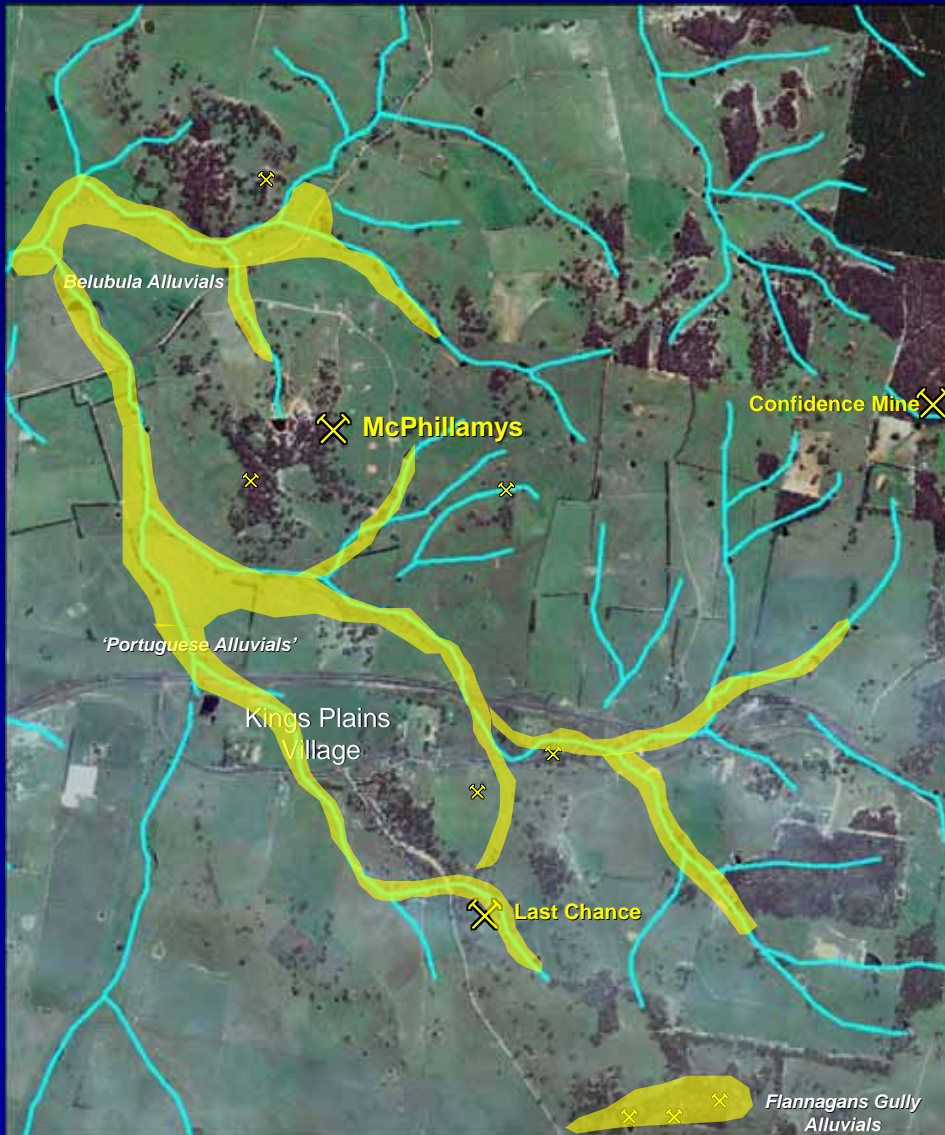 Belubula Alluvials
Confidence Mine
McPhillamys
‘Portuguese Alluvials’
Kings Plains
Village
Last Chance
Flannagans Gully
Alluvials